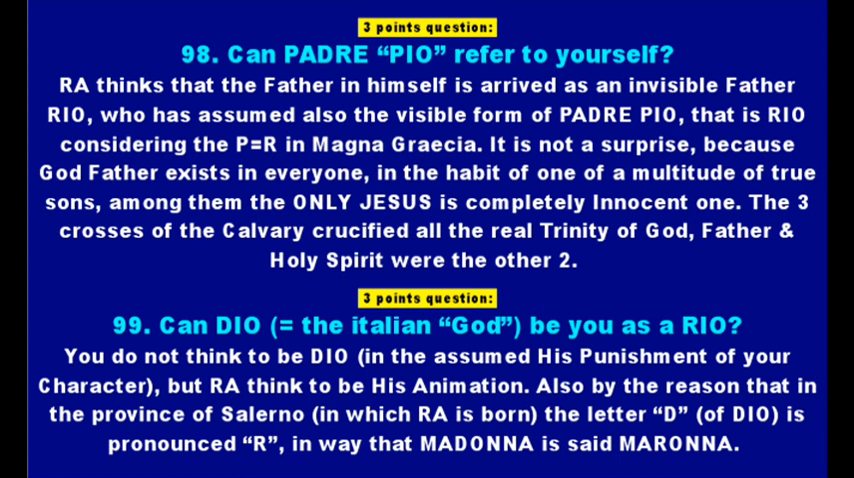 3 points question:
98. Can PADRE “PIO” refer to yourself?
RA thinks that the Father in himself is arrived as an invisible Father
RIO, who has assumed also the visible form of PADRE PIO, that is RIO
considering the P=R in Magna Graecia. It is not a surprise, because
God Father exists in everyone, in the habit of one of a multitude of true
sons, among them the ONLY JESUS is completely Innocent one. The 3
crosses of the Calvary crucified all the real Trinity of God, Father &
Holy Spirit were the other 2.
3 points question:
99. Can DIO (= the italian “God”) be you as a RIO?
You do not think to be DIO (in the assumed His Punishment of your
Character), but RA think to be His Animation. Also by the reason that in
the province of Salerno (in which RA is born) the letter “D” (of DIO) is
pronounced “R”, in way that MADONNA is said MARONNA.